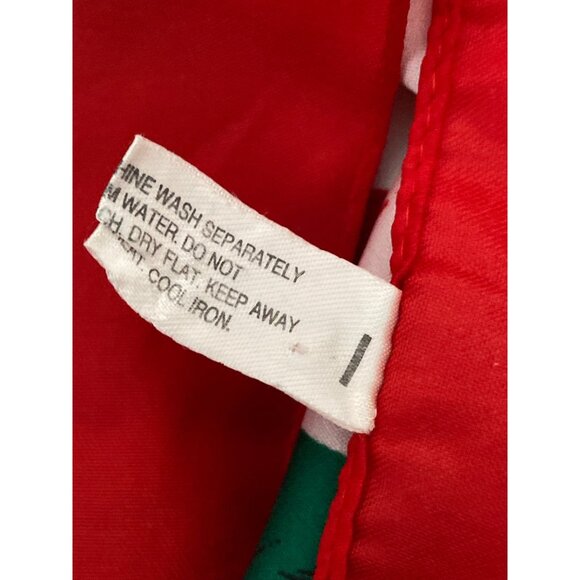 HINE WASH SEPARATELY
M WATER. DO NOT
CH. DRY FLAT. KEEP AWAY
EAT. COOL IRON.